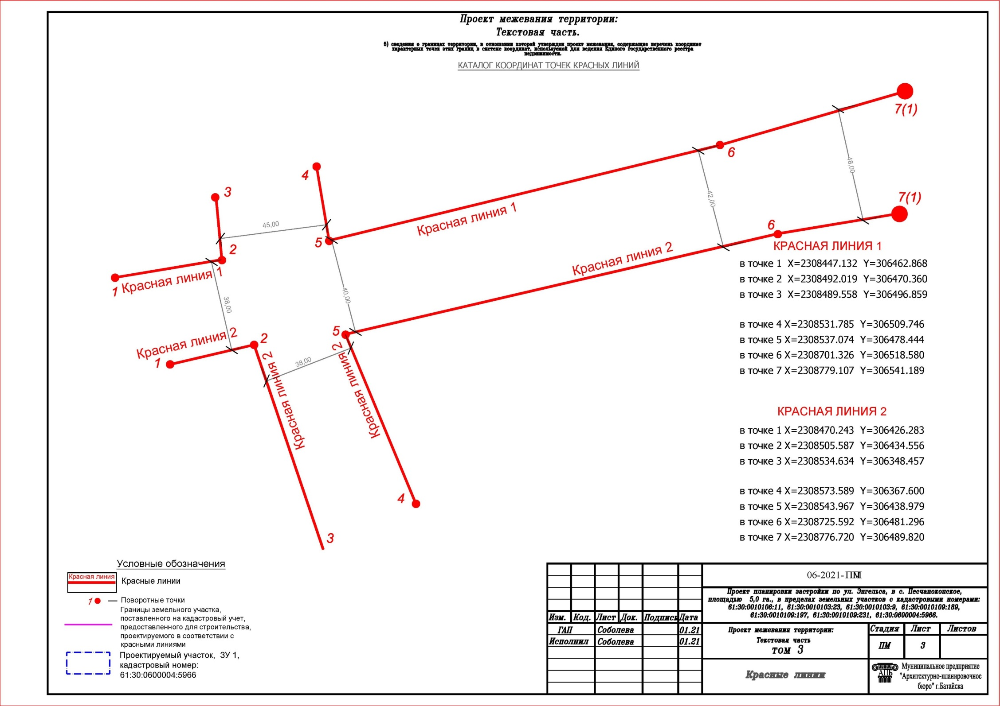 Проект межевания территории:
Текстовая часть.
5) сведения о границах территории, в отношении которой утвержден проект межевания, содержащие перечень координат
характерных точек этих границ в системе координат, используемой для ведения Единого государственного реестра
недвижимости.
КАТАЛОГ КООРДИНАТ ТОЧЕК КРАСНЫХ ЛИНИЙ
7(1)
6
48,00
4
42,00
3
7(1)
Красная линия 1
45,00
6
5
2
Красная линия 2
1
Красная линия 1
40,00
38,00
5
2
Красная линия 2
1
38,00
Красная линия 2
Красная линия 2
4
3
КРАСНАЯ ЛИНИЯ 1
в точке 1 X=2308447.132 Y=306462.868
в точке 2 X=2308492.019 Y=306470.360
в точке 3 X=2308489.558 Y=306496.859
в точке 4 X=2308531.785 Y=306509.746
в точке 5 X=2308537.074 Y=306478.444
в точке 6 X=2308701.326 Y=306518.580
в точке 7 X=2308779.107 Y=306541.189
КРАСНАЯ ЛИНИЯ 2
в точке 1 X=2308470.243 Y=306426.283
в точке 2 X=2308505.587 Y=306434.556
в точке 3 X=2308534.634 Y=306348.457
в точке 4 X=2308573.589 Y=306367.600
в точке 5 X=2308543.967 Y=306438.979
в точке 6 X=2308725.592 Y=306481.296
в точке 7 X=2308776.720 Y=306489.820
Условные обозначения
Красная линия
Красные линии
1
Поворотные точки
Границы земельного участка,
поставленного на кадастровый учет,
предоставленного для строительства,
проектируемого в соответствии с
красными линиями
Проектируемый участок, ЗУ 1,
кадастровый номер:
61:30:0600004:5966
06-2021-ПМ
Проект планировки застройки по ул. Энгельса, в с. Песчанокопское,
площадью 5,0 га., в пределах земельных участков с кадастровыми номерами:
61:30:0010106:11, 61:30:0010103:23, 61:30:0010103:9, 61:30:0010109:189,
61:30:0010109:197, 61:30:0010109:231, 61:30:0600004:5966.
Изм. Код. Лист Док. Подпись Дата
ГАП Соболева 01.21
Исполнил Соболева 01.21
Проект межевания территории:
Текстовая часть
ТОМ 3
Стадия Лист Листов
ПМ 3
Красные линии
АПБ
Муниципальное предприятие
"Архитектурно-планировочное
бюро" г.Батайска